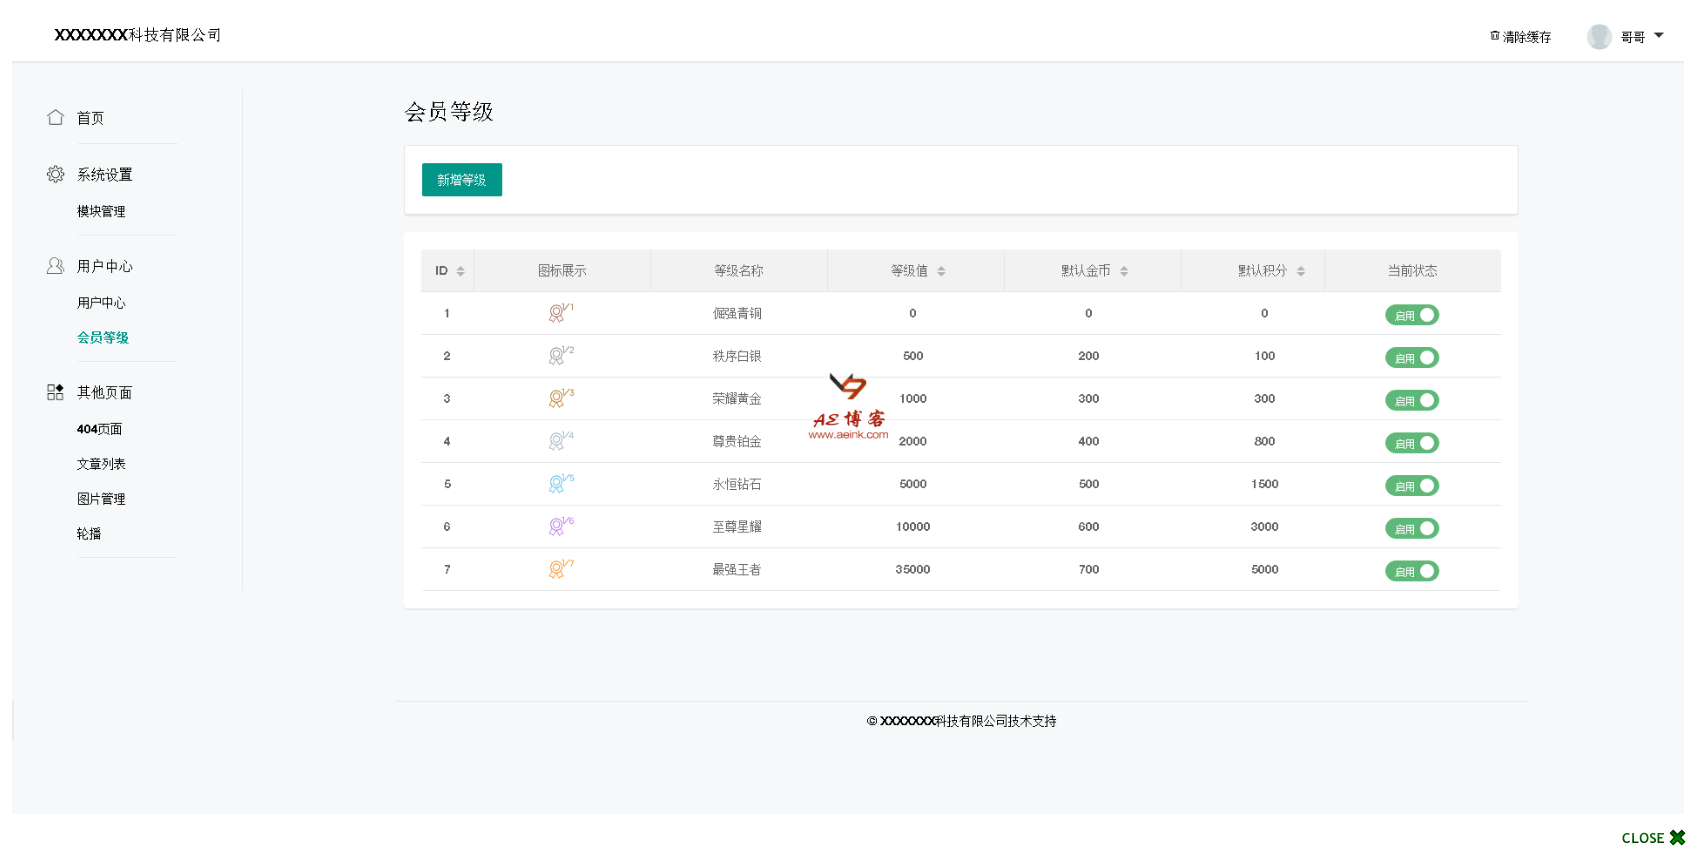 XXXXXXX科技有限公司
清除缓存
哥哥
首页
系统设置
模块管理
用户中心
用户中心
会员等级
其他页面
404页面
文章列表
图片管理
轮播
会员等级
新增等级
ID 图标展示 等级名称 等级值 默认金币 默认积分 当前状态
1 V1 倔强青铜 0 0 0 启用
2 V2 秩序白银 500 200 100 启用
3 V3 荣耀黄金 1000 300 300 启用
4 V4 尊贵铂金 2000 400 800 启用
5 V5 永恒钻石 5000 500 1500 启用
6 V6 至尊星耀 10000 600 3000 启用
7 V7 最强王者 35000 700 5000 启用
AE博客
www.aeink.com
© XXXXXXX科技有限公司技术支持
CLOSE